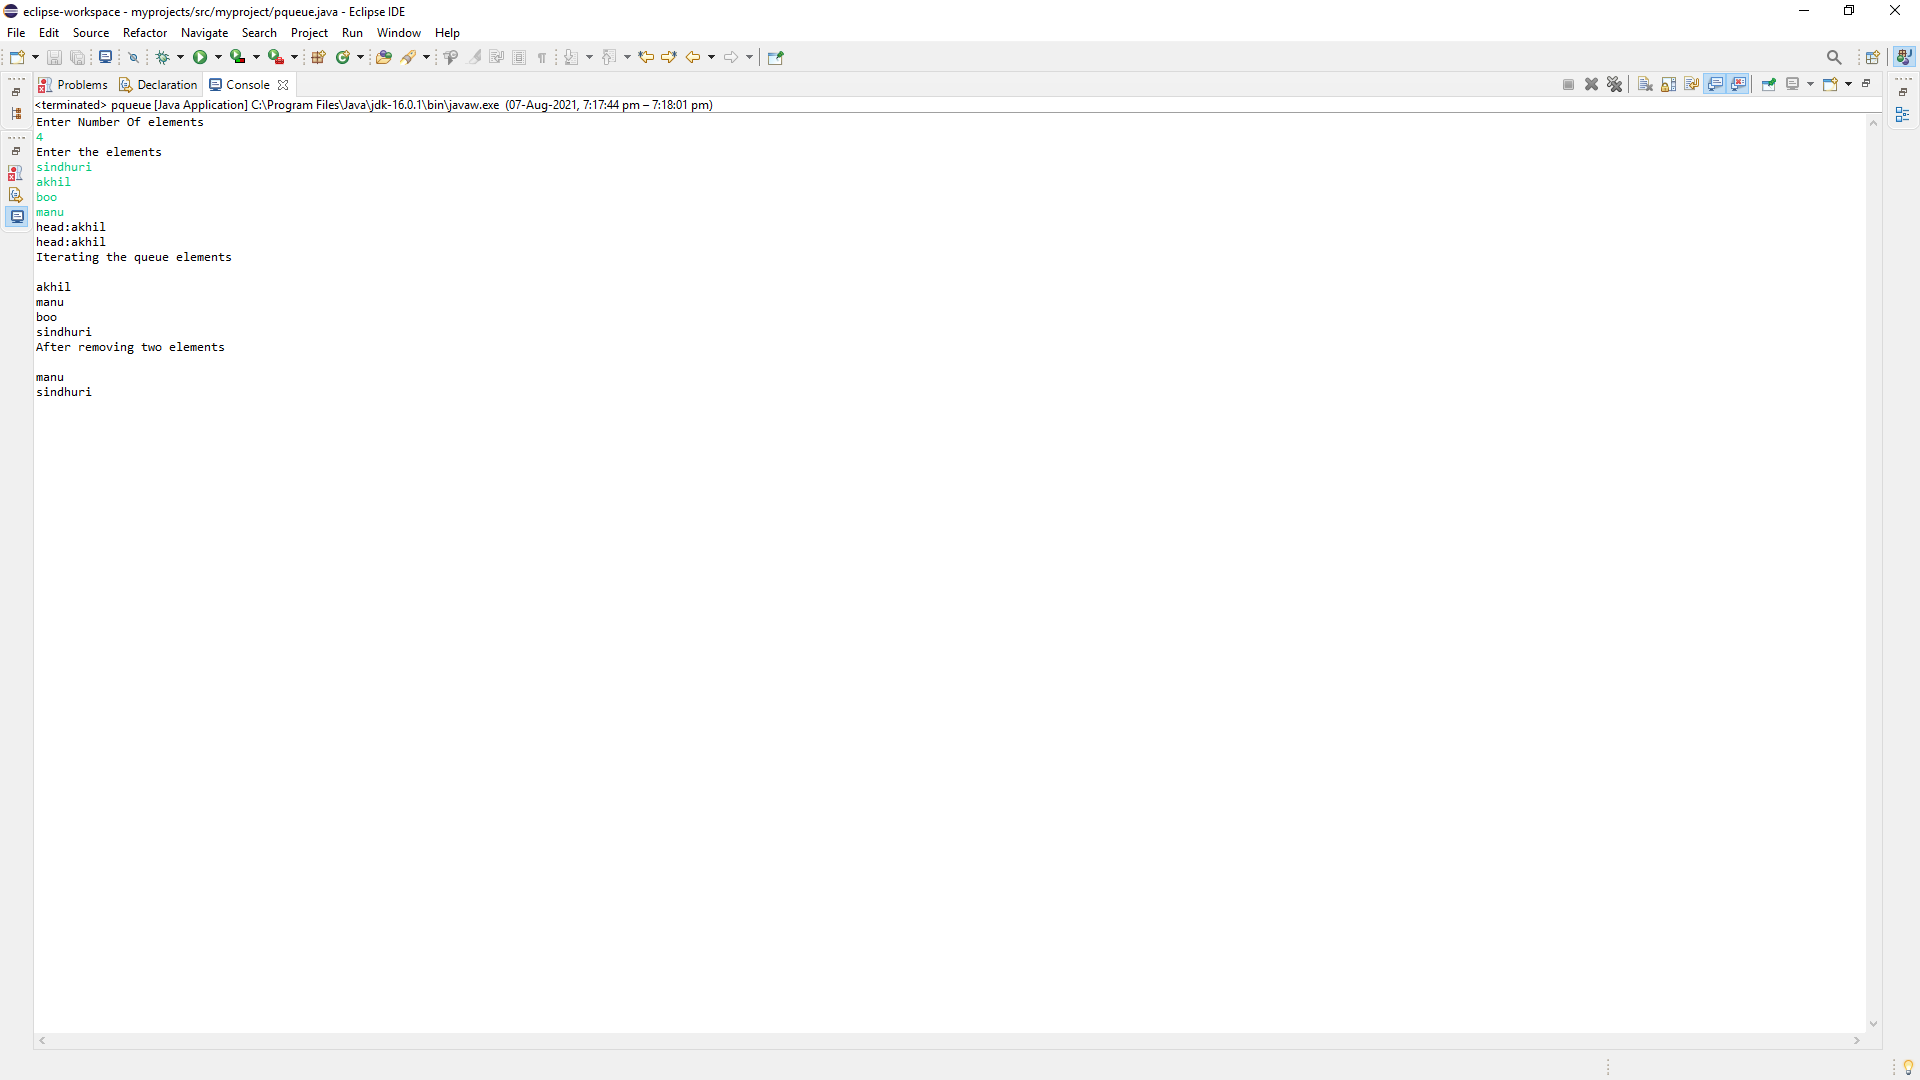 eclipse-workspace - myprojects/src/myproject/pqueue.java - Eclipse IDE
File Edit Source Refactor Navigate Search Project Run Window Help
Problems Declaration Console
<terminated> pqueue [Java Application] C:\Program Files\Java\jdk-16.0.1\bin\javaw.exe (07-Aug-2021, 7:17:44 pm – 7:18:01 pm)
Enter Number Of elements
4
Enter the elements
sindhuri
akhil
boo
manu
head:akhil
head:akhil
Iterating the queue elements
akhil
manu
boo
sindhuri
After removing two elements
manu
sindhuri